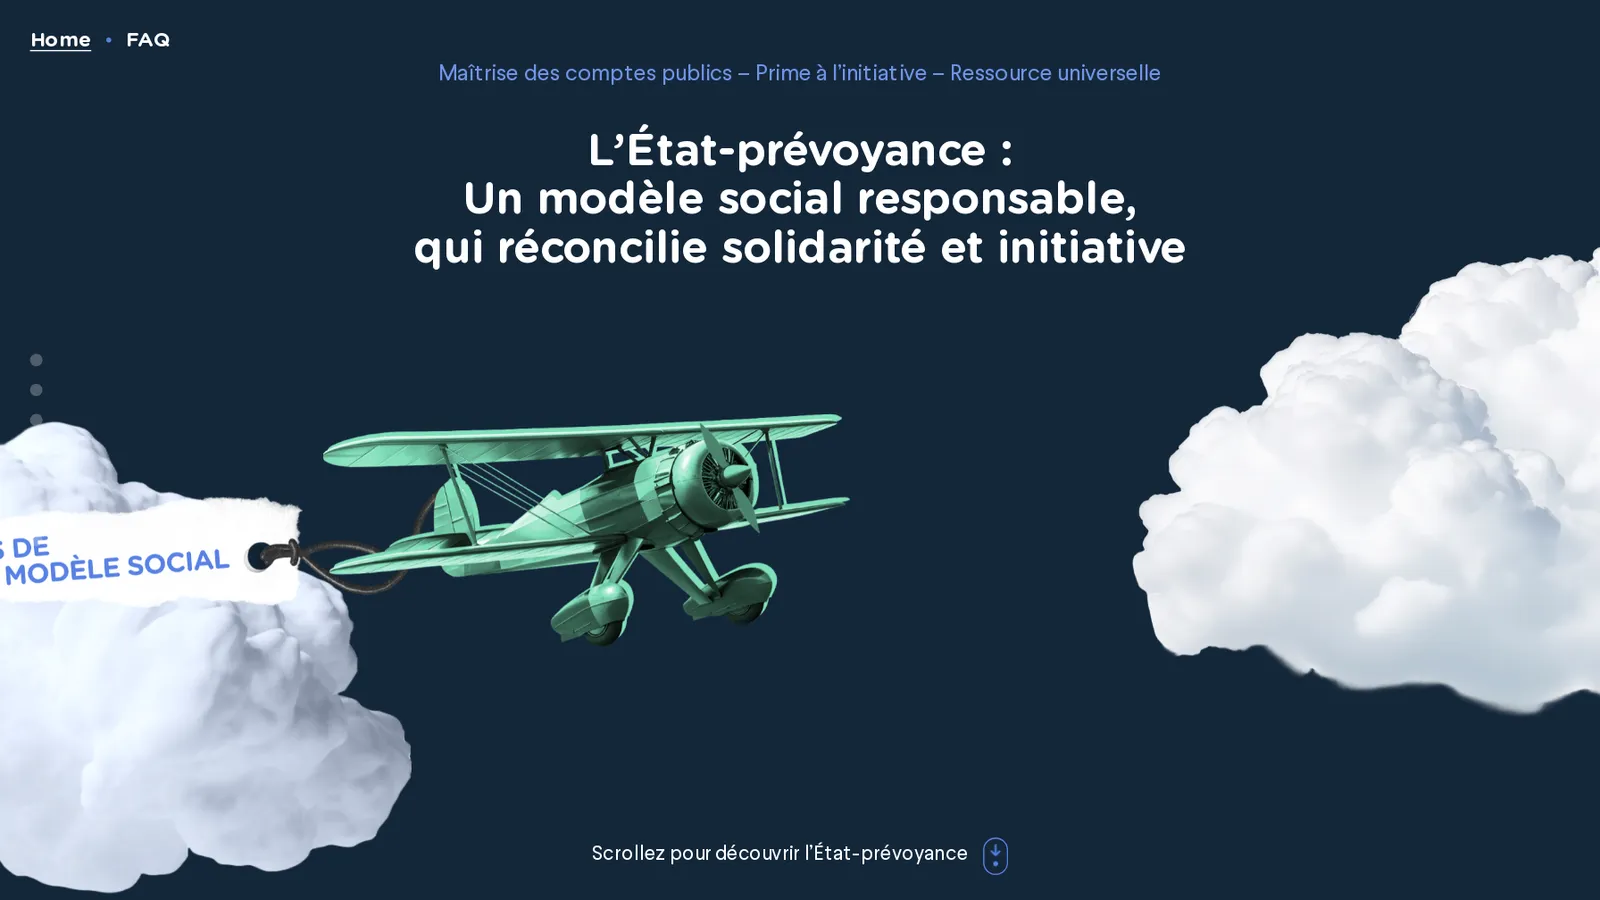 Home • FAQ
Maîtrise des comptes publics – Prime à l’initiative – Ressource universelle
L’État-prévoyance :
Un modèle social responsable,
qui réconcilie solidarité et initiative
DE
MODÈLE SOCIAL
Scrollez pour découvrir l’État-prévoyance